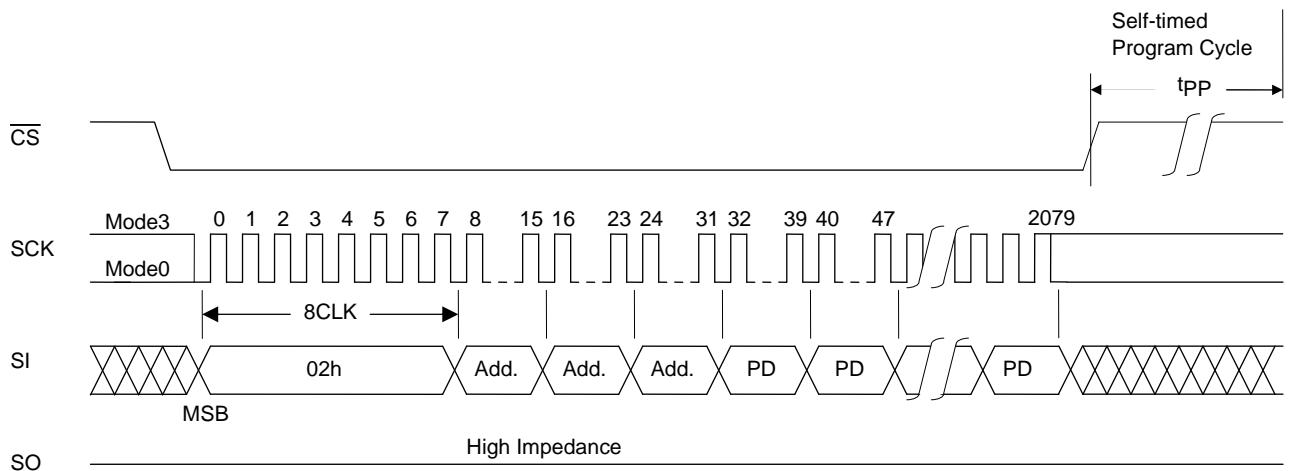 Self-timed
Program Cycle
tPP
CS
SCK
Mode3
Mode0
0 1 2 3 4 5 6 7 8 15 16 23 24 31 32 39 40 47 2079
8CLK
SI
02h Add. Add. Add. PD PD PD
MSB
High Impedance
SO